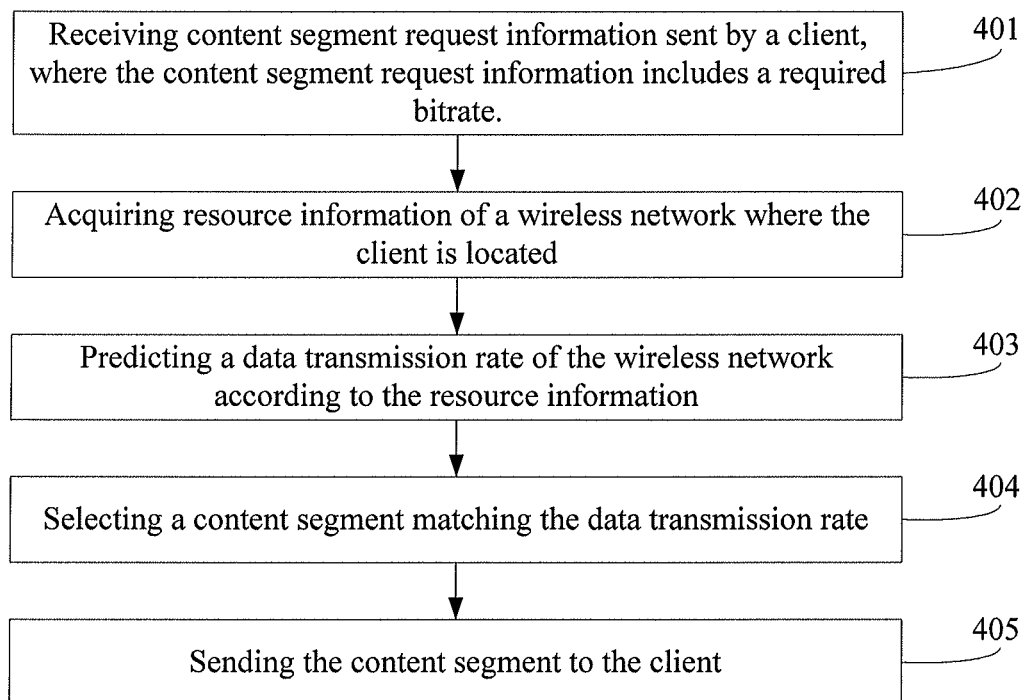 Receiving content segment request information sent by a client,
where the content segment request information includes a required
bitrate.
401
Acquiring resource information of a wireless network where the
client is located
402
Predicting a data transmission rate of the wireless network
according to the resource information
403
Selecting a content segment matching the data transmission rate
404
Sending the content segment to the client
405